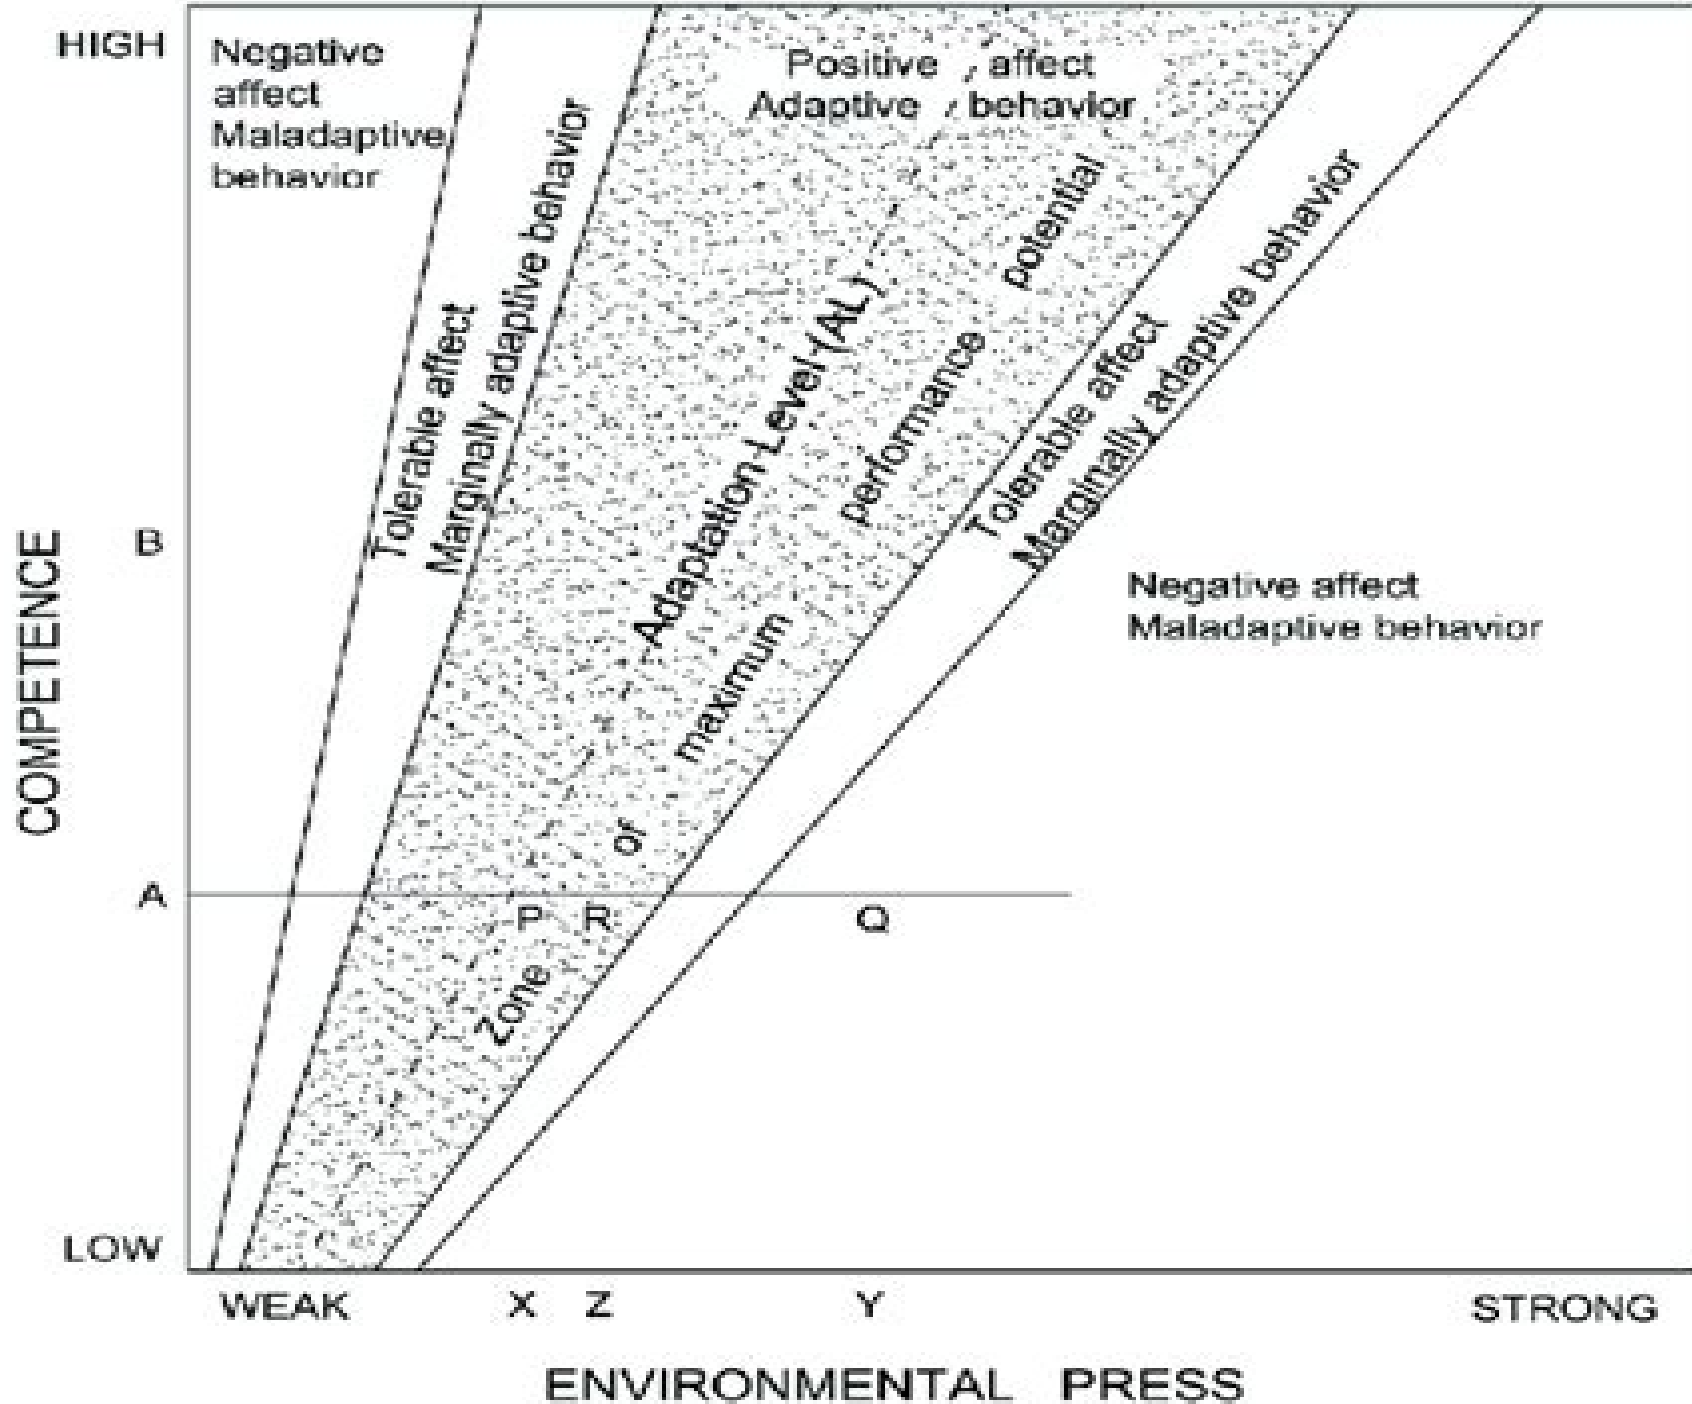 HIGH
Negative
affect
Maladaptive
behavior
Positive affect
Adaptive behavior
Tolerable affect
Marginally adaptive behavior
Adaptation Level (AL)
Zone of maximum performance potential
Tolerable affect
Marginally adaptive behavior
Negative affect
Maladaptive behavior
COMPETENCE
B
A
P R Q
LOW
WEAK X Z Y STRONG
ENVIRONMENTAL PRESS